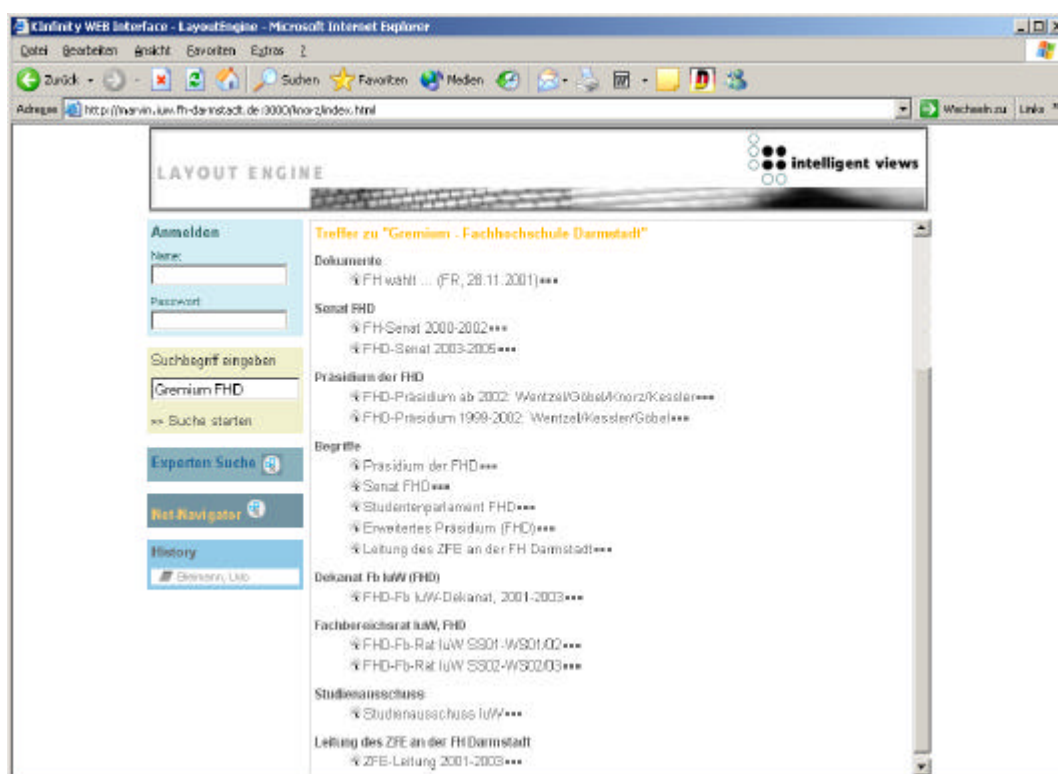 KInfinity WEB Interface - LayoutEngine - Microsoft Internet Explorer
Datei Bearbeiten Ansicht Favoriten Extras ?
Zurück Suchen Favoriten Medien
Adresse http://marvin.iuw.fh-darmstadt.de:3000/knorz/index.html Wechseln zu Links
LAYOUT ENGINE
intelligent views
Anmelden
Name:
Passwort:
Suchbegriff eingeben
Gremium FHD
>> Suche starten
Experten Suche
Net-Navigator
History
Treffer zu "Gremium - Fachhochschule Darmstadt"
Dokumente
FH wählt ... (FR, 28.11.2001)
Senat FHD
FH-Senat 2000-2002
FHD-Senat 2003-2005
Präsidium der FHD
FHD-Präsidium ab 2002: Wentzel/Göbel/Knorz/Kessler
FHD-Präsidium 1999-2002: Wentzel/Kessler/Göbel
Begriffe
Präsidium der FHD
Senat FHD
Studentenparlament FHD
Erweitertes Präsidium (FHD)
Leitung des ZFE an der FH Darmstadt
Dekanat Fb IuW (FHD)
FHD-Fb IuW-Dekanat, 2001-2003
Fachbereichsrat IuW, FHD
FHD-Fb-Rat IuW SS01-WS01/02
FHD-Fb-Rat IuW SS02-WS02/03
Studienausschuss
Studienausschuss IuW
Leitung des ZFE an der FH Darmstadt
ZFE-Leitung 2001-2003